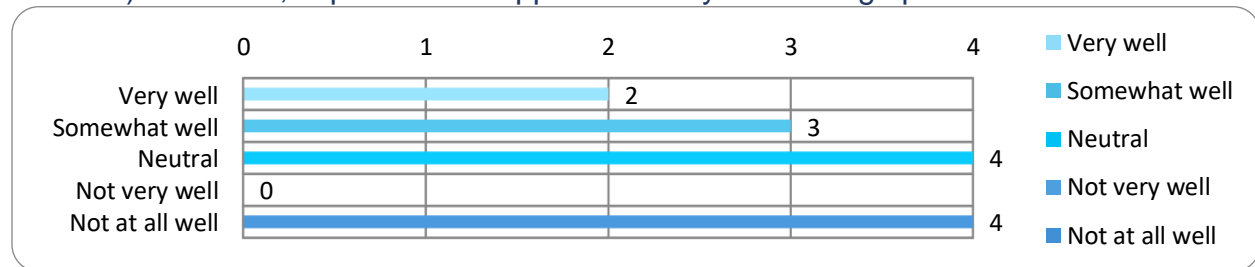 0 1 2 3 4
Very well 2
Somewhat well 3
Neutral 4
Not very well 0
Not at all well 4
Very well
Somewhat well
Neutral
Not very well
Not at all well